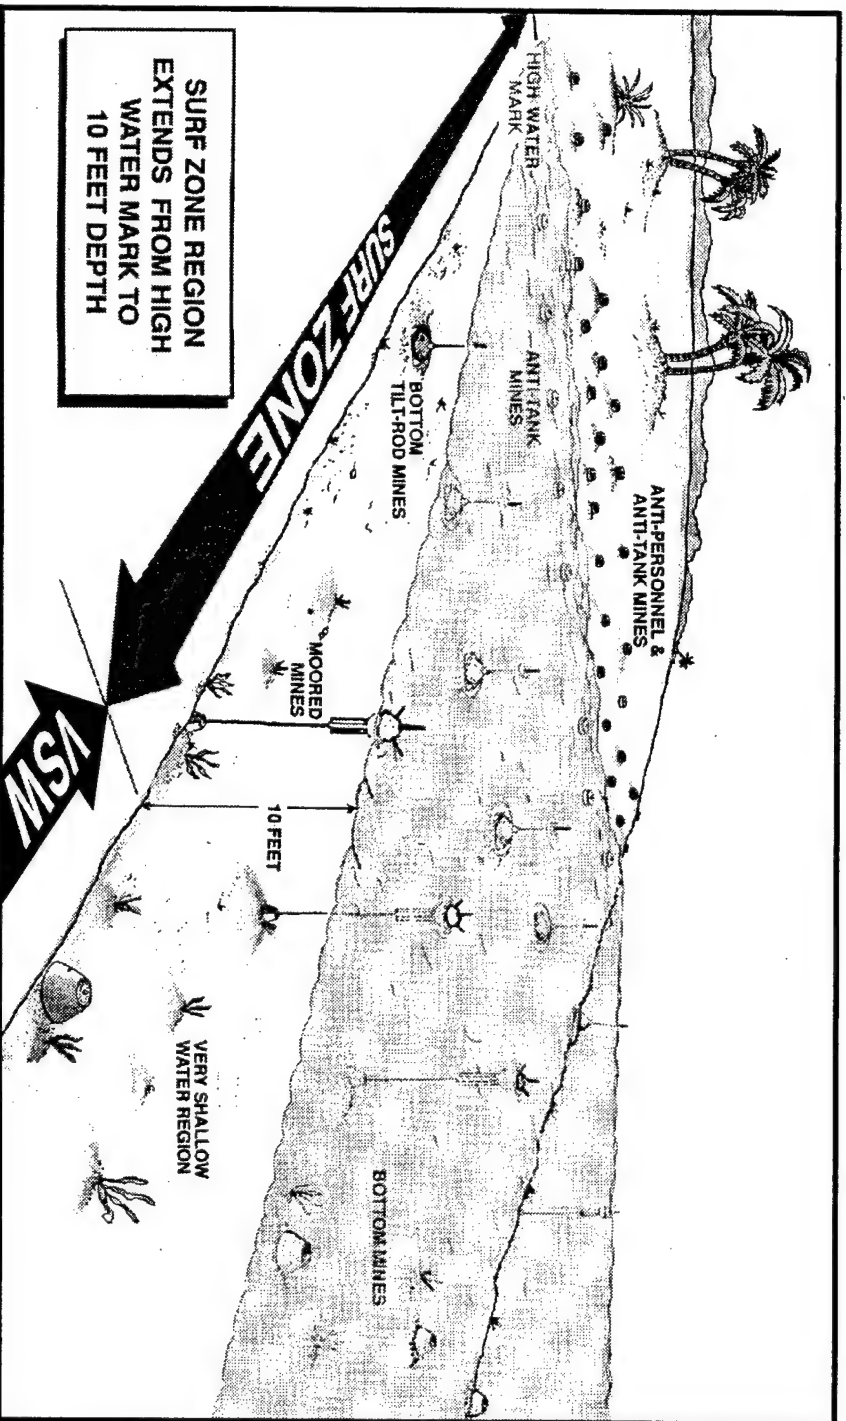 SURF ZONE REGION
EXTENDS FROM HIGH
WATER MARK TO
10 FEET DEPTH
HIGH WATER
MARK
SURF ZONE
ANTI-TANK
MINES
BOTTOM
TILT-ROD MINES
ANTI-PERSONNEL &
ANTI-TANK MINES
MOORED
MINES
10 FEET
VSW
VERY SHALLOW
WATER REGION
BOTTOM MINES